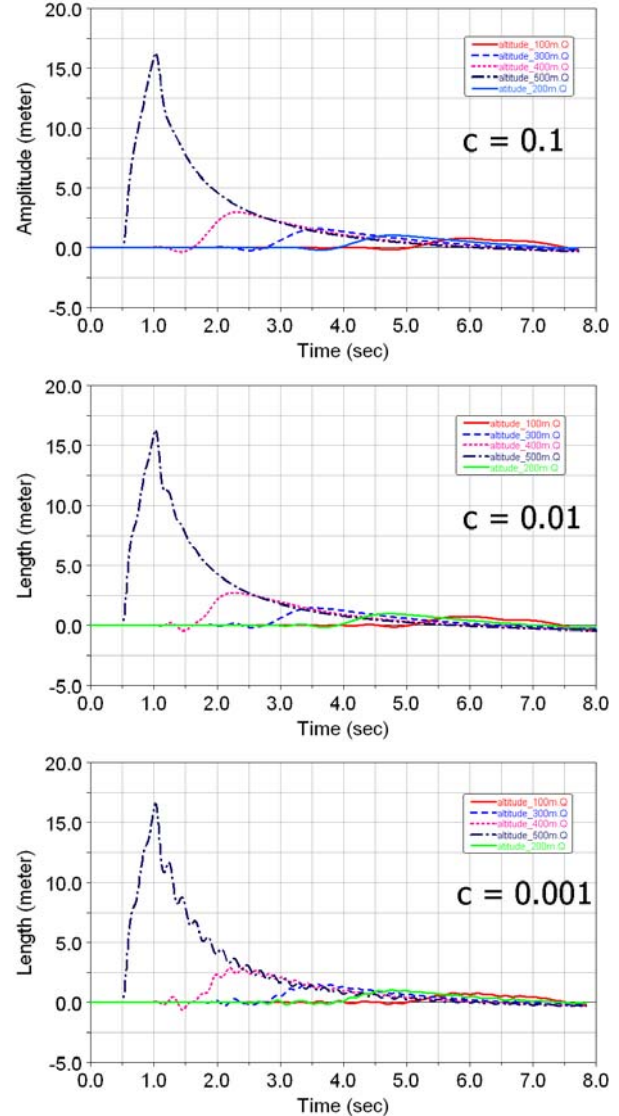 20.0
15.0
10.0
5.0
0.0
-5.0
Amplitude (meter)
altitude_100m.Q
altitude_300m.Q
altitude_400m.Q
altitude_500m.Q
atitude_200m.Q
c = 0.1
0.0 1.0 2.0 3.0 4.0 5.0 6.0 7.0 8.0
Time (sec)
20.0
15.0
10.0
5.0
0.0
-5.0
Length (meter)
altitude_100m.Q
altitude_300m.Q
altitude_400m.Q
altitude_500m.Q
atitude_200m.Q
c = 0.01
0.0 1.0 2.0 3.0 4.0 5.0 6.0 7.0 8.0
Time (sec)
20.0
15.0
10.0
5.0
0.0
-5.0
Length (meter)
altitude_100m.Q
altitude_300m.Q
altitude_400m.Q
altitude_500m.Q
atitude_200m.Q
c = 0.001
0.0 1.0 2.0 3.0 4.0 5.0 6.0 7.0 8.0
Time (sec)